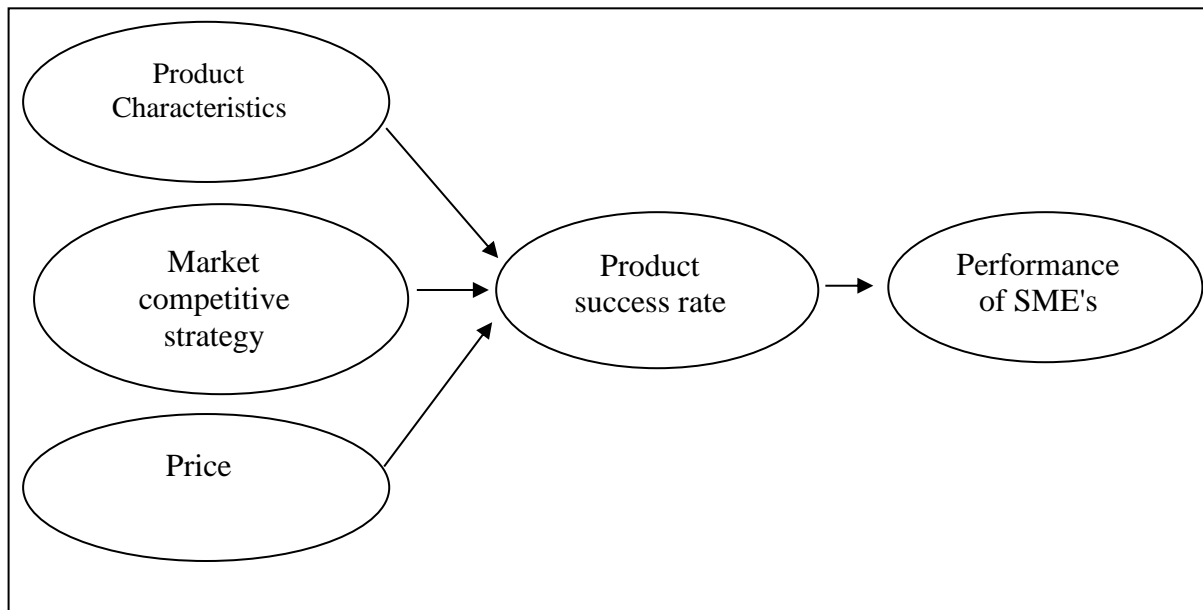 Product
Characteristics
Market
competitive
strategy
Price
Product
success rate
Performance
of SME's